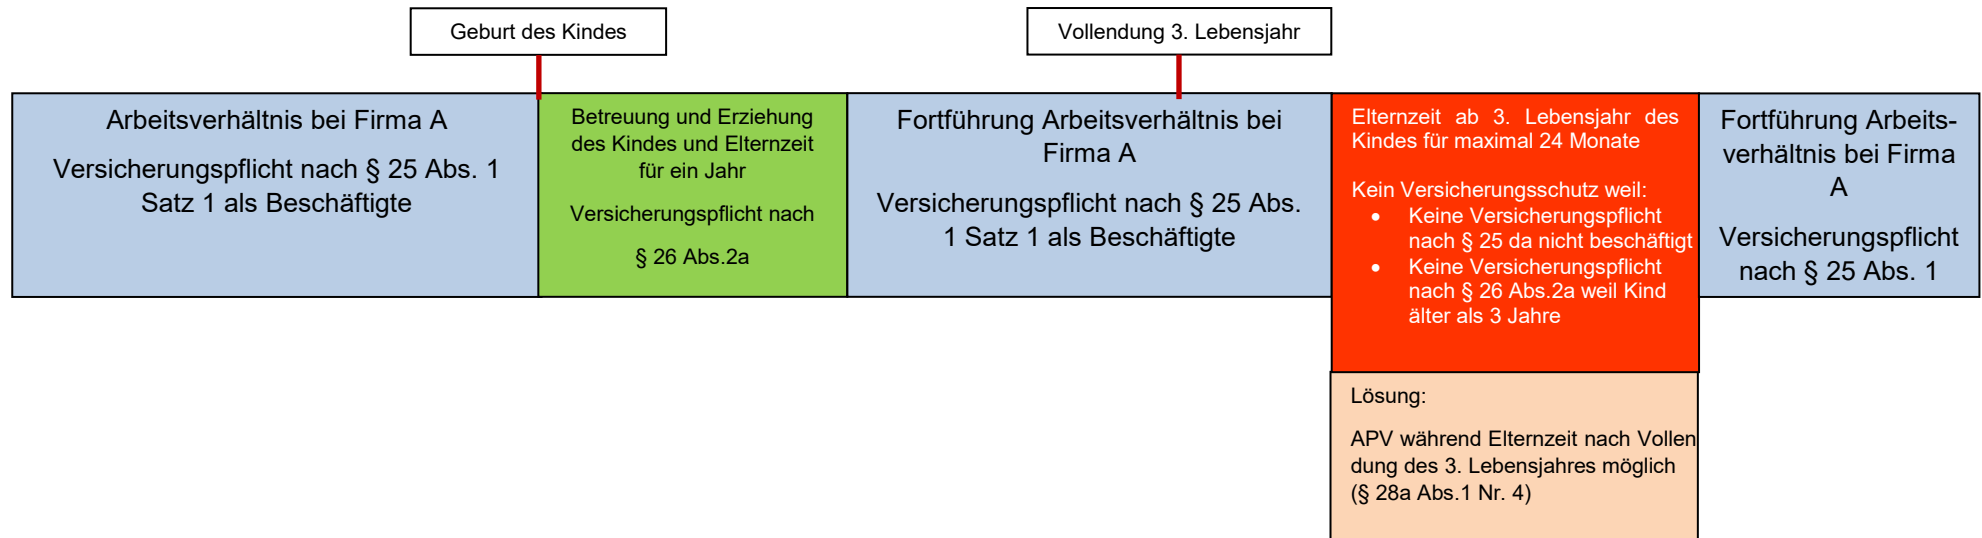 Geburt des Kindes
Vollendung 3. Lebensjahr
Arbeitsverhältnis bei Firma A
Versicherungspflicht nach § 25 Abs. 1
Satz 1 als Beschäftigte
Betreuung und Erziehung
des Kindes und Elternzeit
für ein Jahr
Versicherungspflicht nach
§ 26 Abs.2a
Fortführung Arbeitsverhältnis bei
Firma A
Versicherungspflicht nach § 25 Abs.
1 Satz 1 als Beschäftigte
Elternzeit ab 3. Lebensjahr des
Kindes für maximal 24 Monate
Kein Versicherungsschutz weil:
• Keine Versicherungspflicht
nach § 25 da nicht beschäftigt
• Keine Versicherungspflicht
nach § 26 Abs.2a weil Kind
älter als 3 Jahre
Fortführung Arbeits-
verhältnis bei Firma
A
Versicherungspflicht
nach § 25 Abs. 1
Lösung:
APV während Elternzeit nach Vollen
dung des 3. Lebensjahres möglich
(§ 28a Abs.1 Nr. 4)